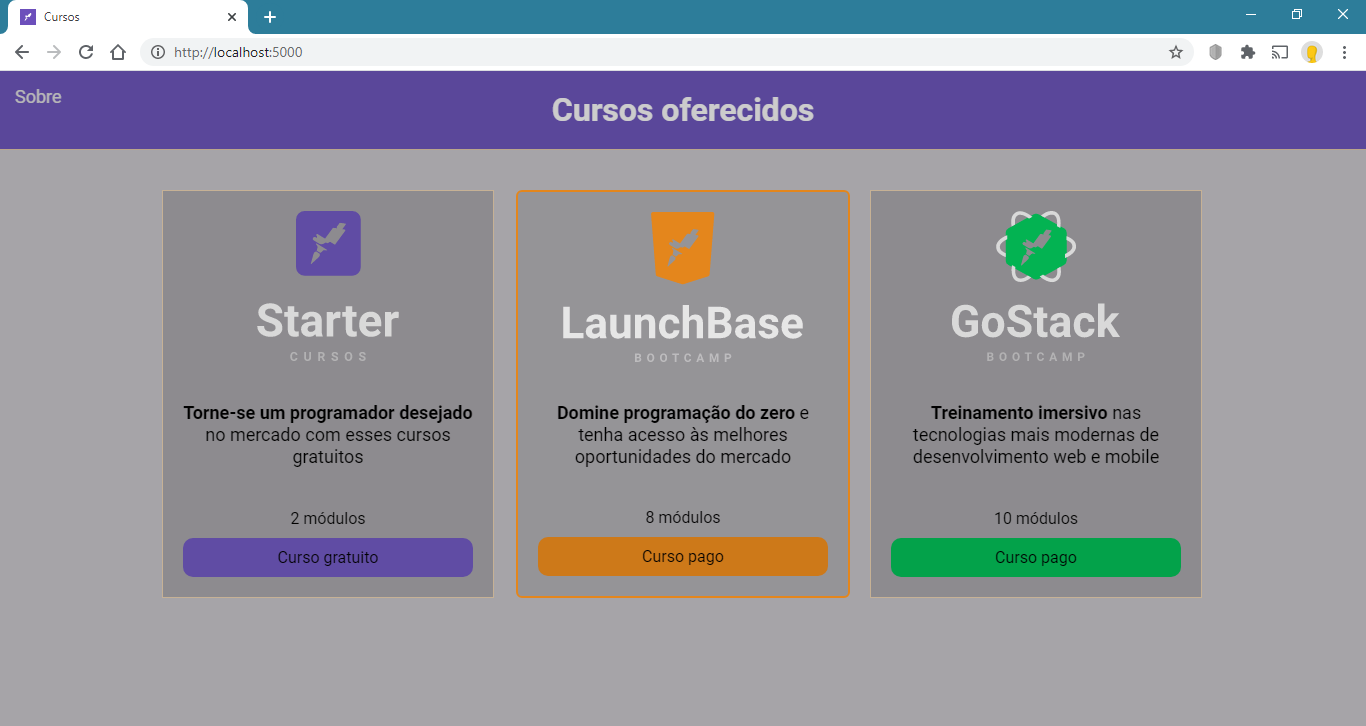 Cursos
http://localhost:5000
Sobre
Cursos oferecidos
Starter
CURSOS
Torne-se um programador desejado
no mercado com esses cursos
gratuitos
2 módulos
Curso gratuito
LaunchBase
BOOTCAMP
Domine programação do zero e
tenha acesso às melhores
oportunidades do mercado
8 módulos
Curso pago
GoStack
BOOTCAMP
Treinamento imersivo nas
tecnologias mais modernas de
desenvolvimento web e mobile
10 módulos
Curso pago